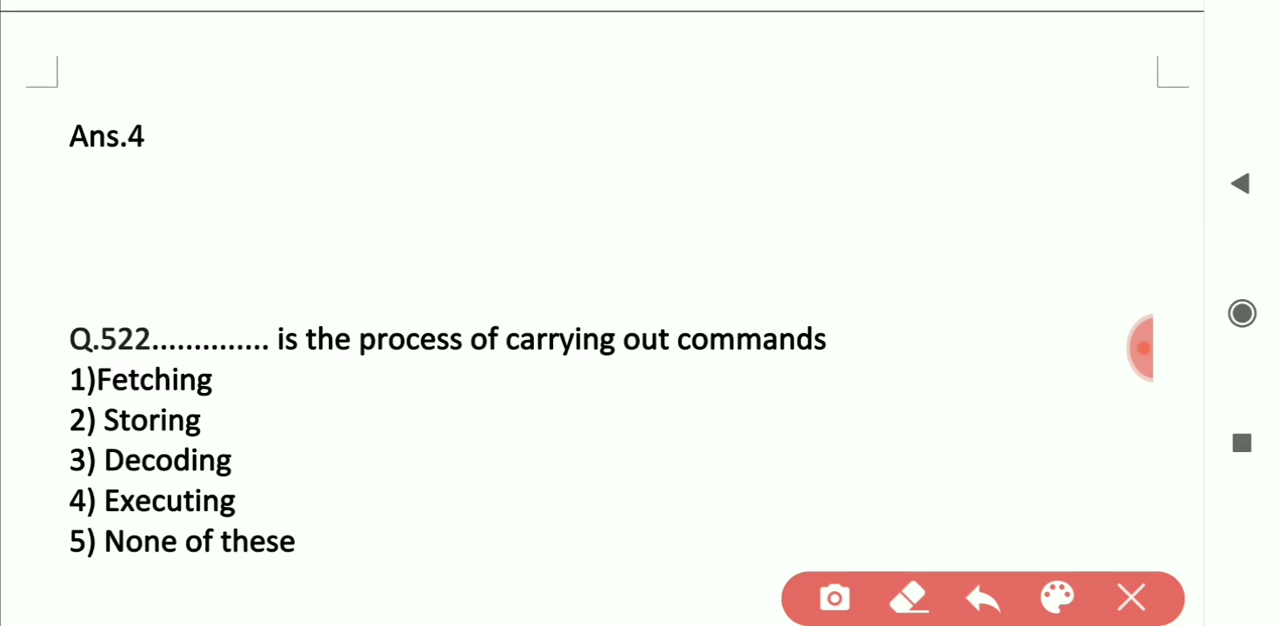 Ans.4
Q.522.............. is the process of carrying out commands
1)Fetching
2) Storing
3) Decoding
4) Executing
5) None of these